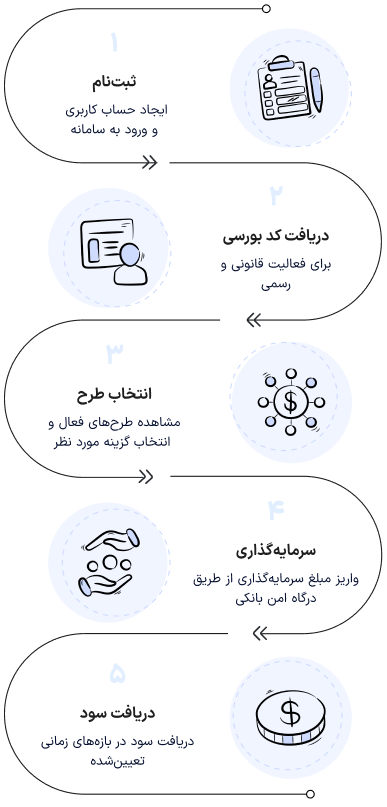 ۱
ثبت‌نام
ایجاد حساب کاربری
و ورود به سامانه
۲
دریافت کد بورسی
برای فعالیت قانونی و
رسمی
۳
انتخاب طرح
مشاهده طرح‌های فعال و
انتخاب گزینه مورد نظر
۴
سرمایه‌گذاری
واریز مبلغ سرمایه‌گذاری از طریق
درگاه امن بانکی
۵
دریافت سود
دریافت سود در بازه‌های زمانی
تعیین‌شده